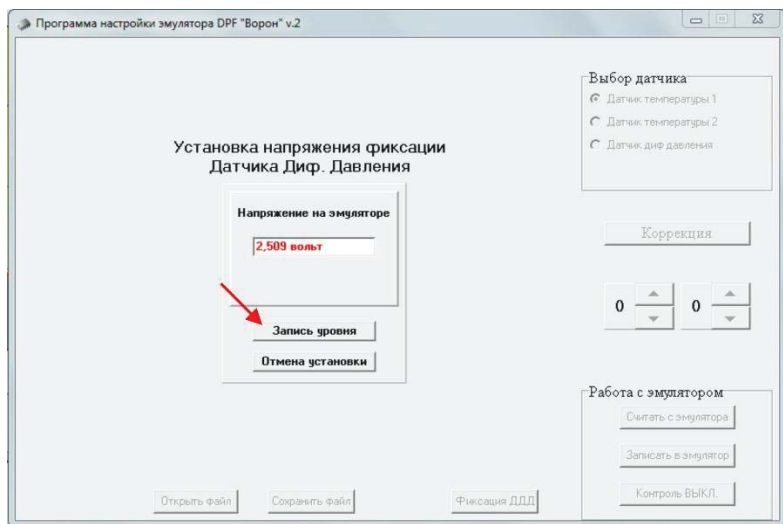 Программа настройки эмулятора DPF "Ворон" v.2
Установка напряжения фиксации
Датчика Диф. Давления
Напряжение на эмуляторе
2,509 вольт
Запись уровня
Отмена установки
Выбор датчика
Датчик температуры 1
Датчик температуры 2
Датчик диф давления
Коррекция
0 0
Работа с эмулятором
Считать с эмулятора
Записать в эмулятор
Контроль ВЫКЛ.
Открыть файл Сохранить файл Фиксация ДДД